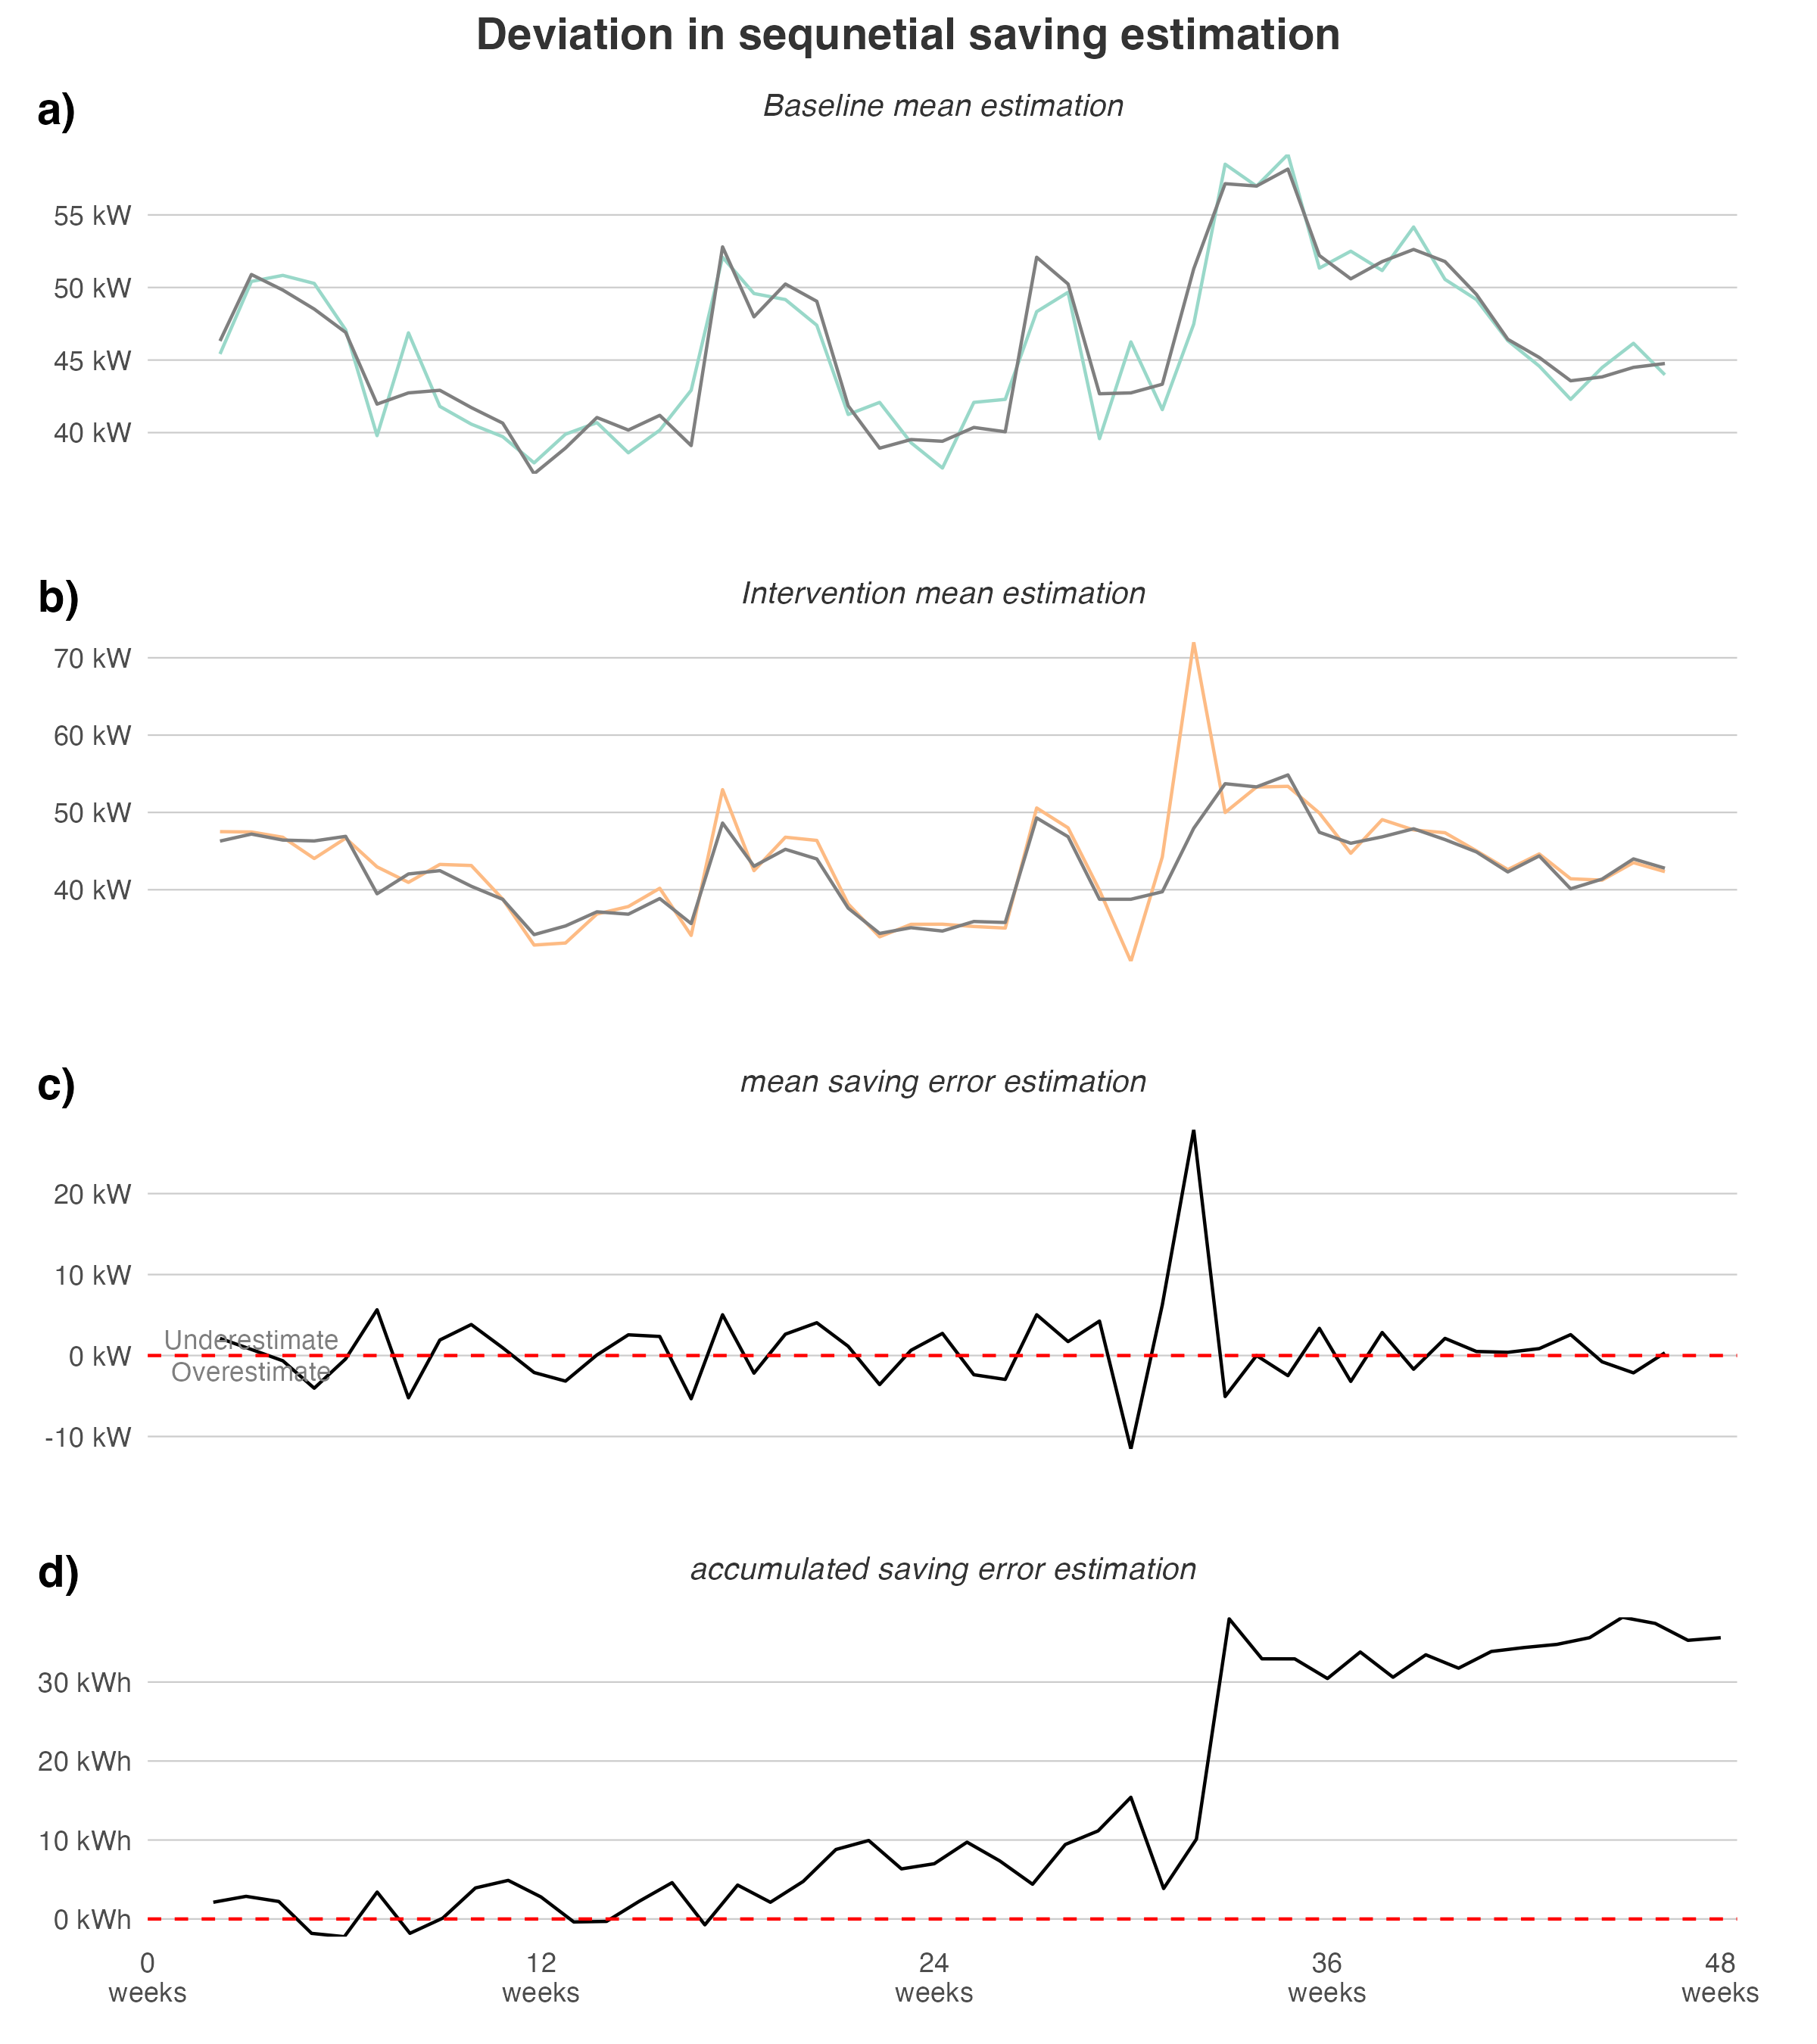 Deviation in sequnetial saving estimation
a)
Baseline mean estimation
55 kW
50 kW
45 kW
40 kW
b)
Intervention mean estimation
70 kW
60 kW
50 kW
40 kW
c)
mean saving error estimation
20 kW
10 kW
Underestimate
0 kW
Overestimate
-10 kW
d)
accumulated saving error estimation
30 kWh
20 kWh
10 kWh
0 kWh
0 12 24 36 48
weeks weeks weeks weeks weeks